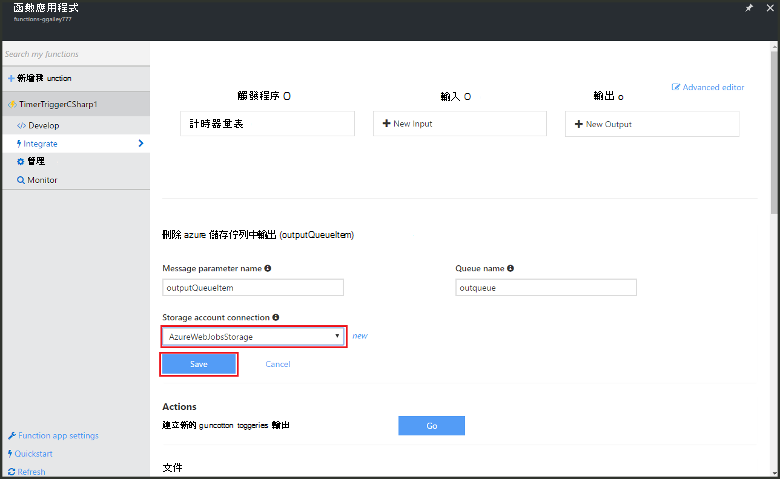 函熱應用程式
functions-ggailey777
Search my functions
新增我 unction
TimerTriggerCSharp1
Develop
Integrate
管理
Monitor
Function app settings
Quickstart
Refresh
觸發程序 O
輸入 O
輸出 o
Advanced editor
計時器量表
New Input
New Output
刪除 azure 儲存佇列中輸出 (outputQueueItem)
Message parameter name
Queue name
outputQueueItem
outqueue
Storage account connection
AzureWebJobsStorage
new
Save
Cancel
Actions
建立新的 guncotton toggeries 輸出
Go
文件